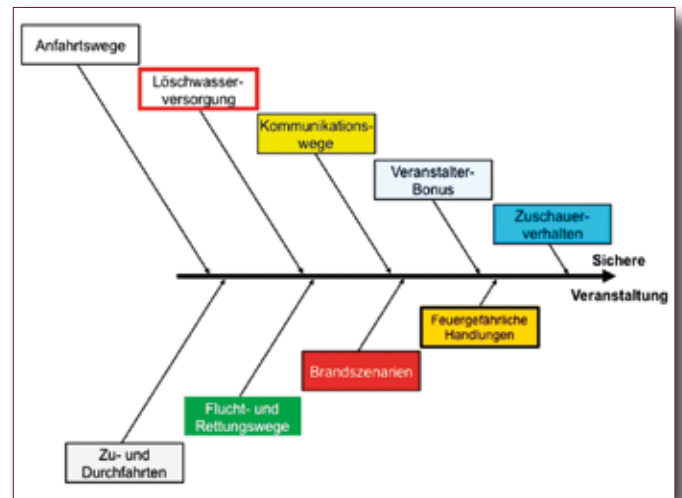 Anfahrtswege
Löschwasser-
versorgung
Kommunikations-
wege
Veranstalter-
Bonus
Zuschauer-
verhalten
Sichere
Veranstaltung
Feuergefährliche
Handlungen
Brandszenarien
Flucht- und
Rettungswege
Zu- und
Durchfahrten